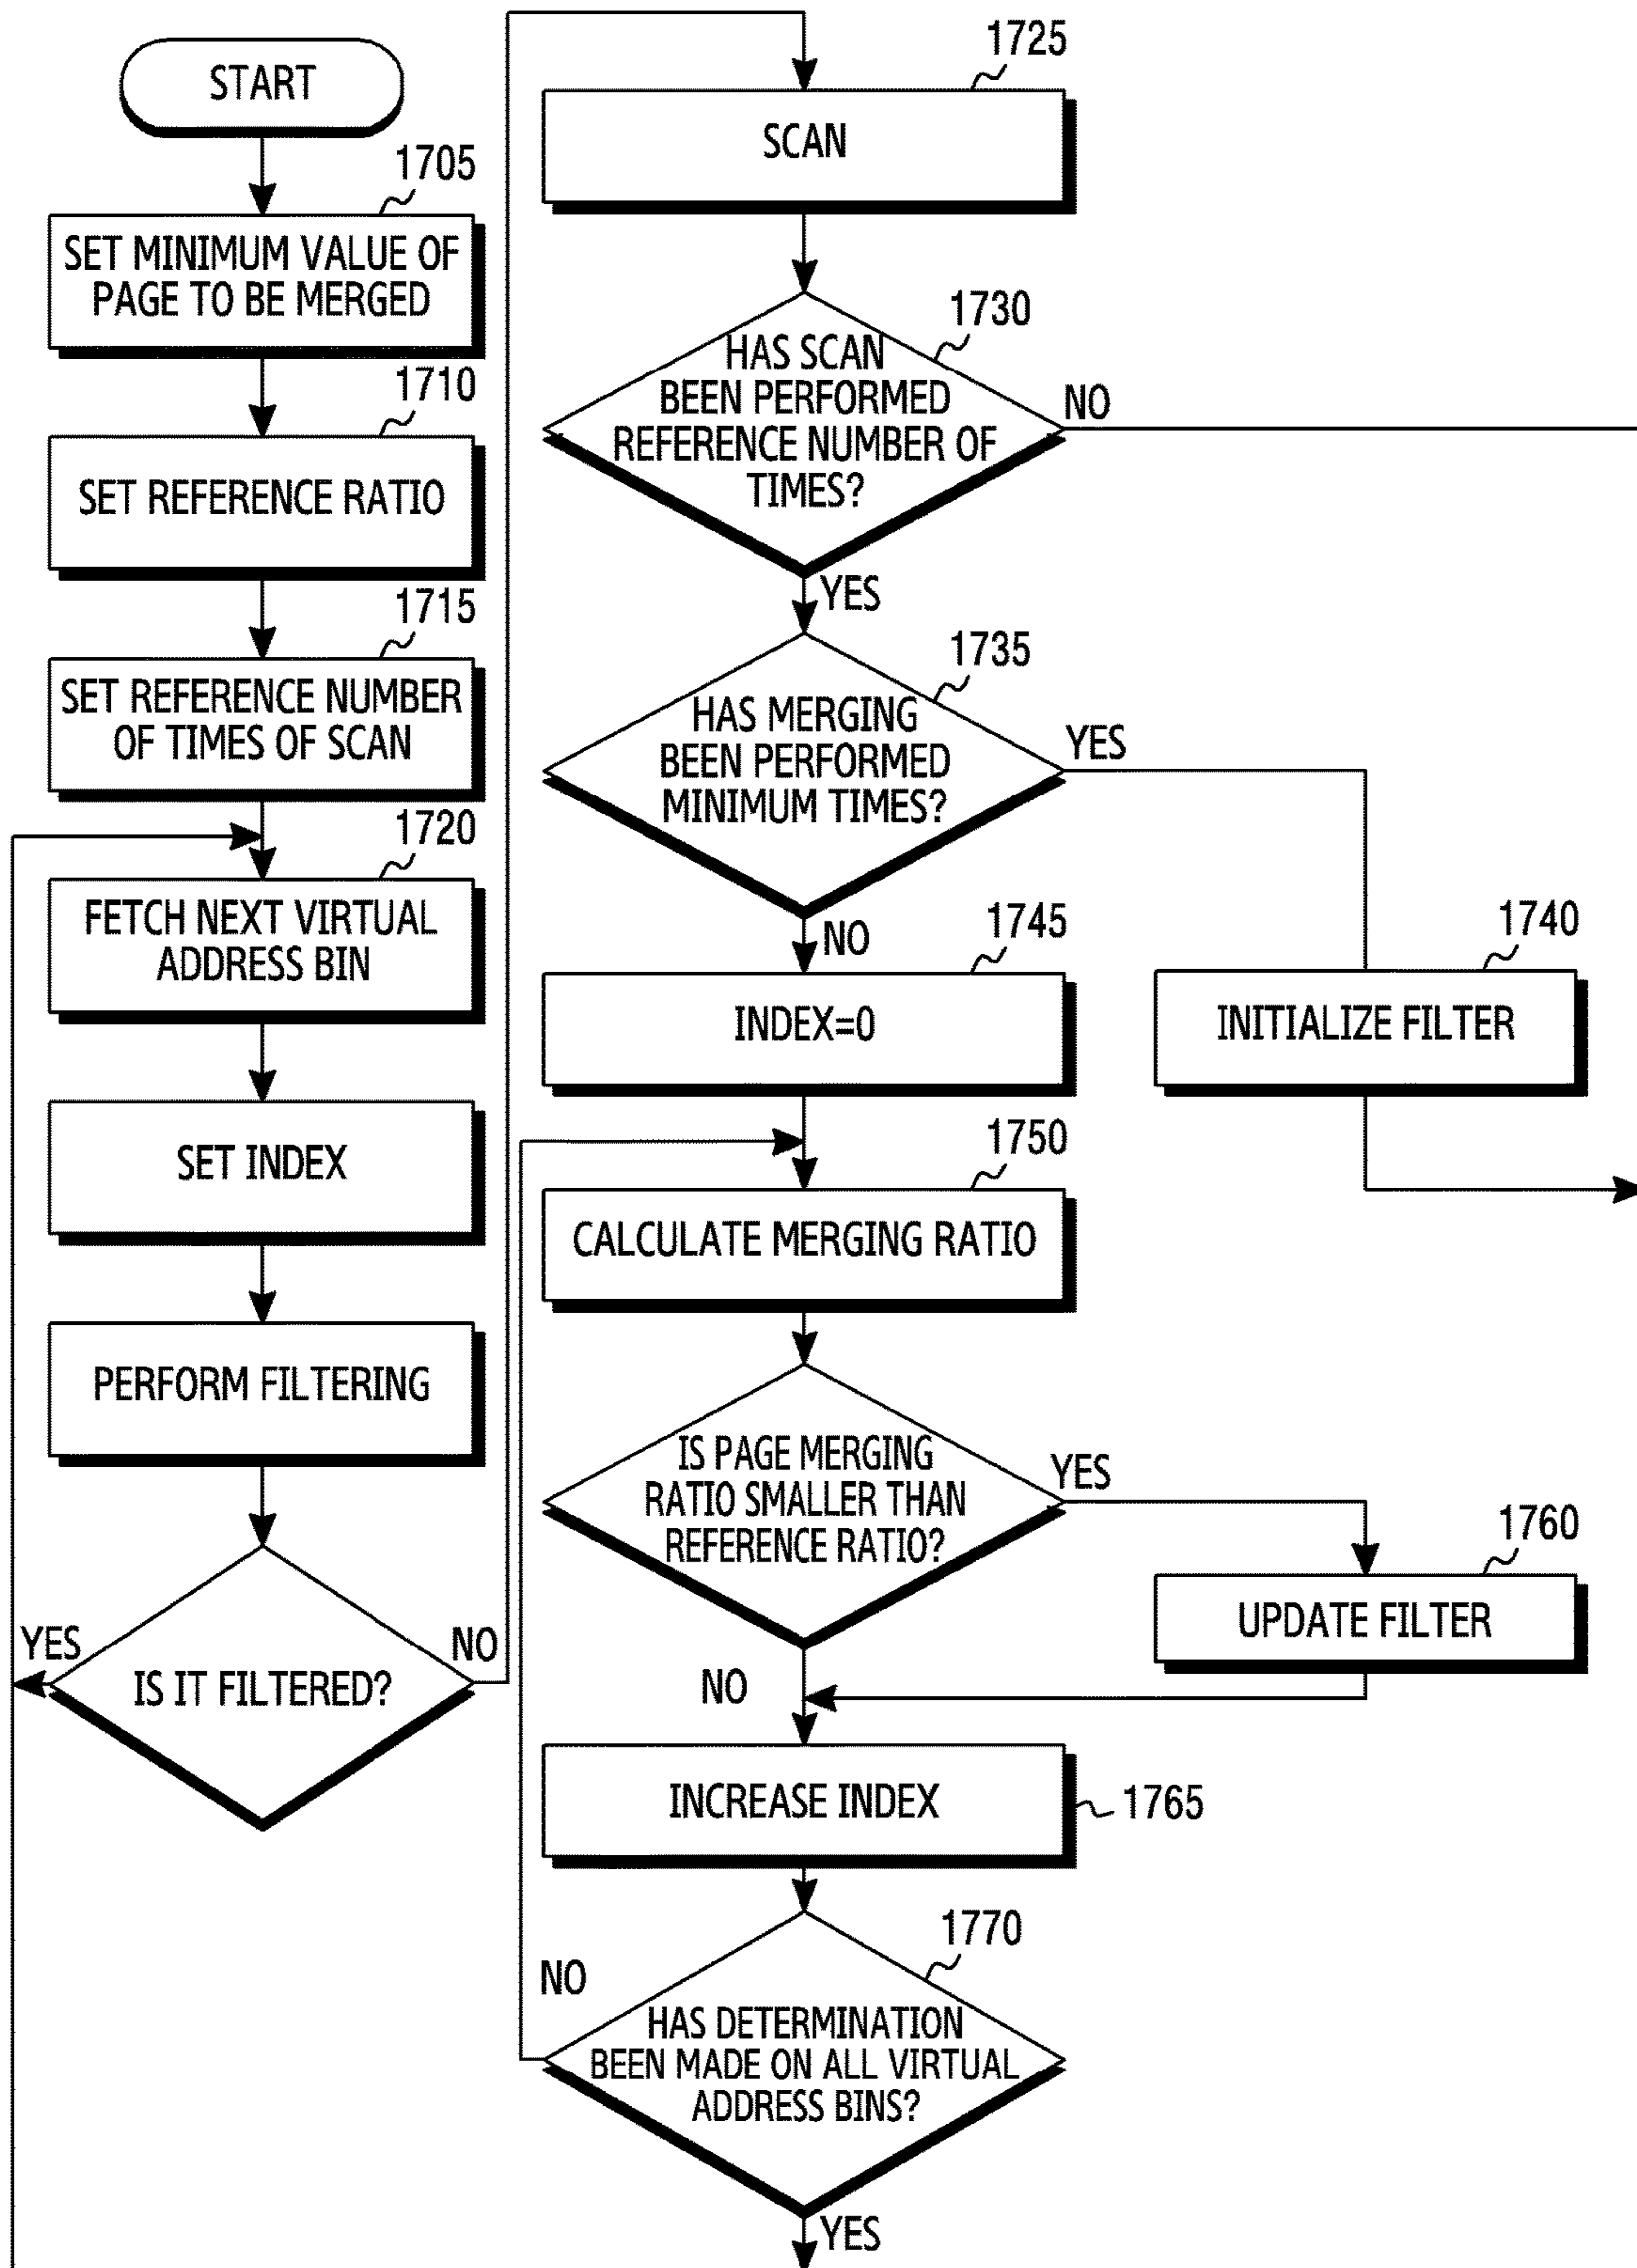 START
1705
SET MINIMUM VALUE OF
PAGE TO BE MERGED
1710
SET REFERENCE RATIO
1715
SET REFERENCE NUMBER
OF TIMES OF SCAN
1720
FETCH NEXT VIRTUAL
ADDRESS BIN
SET INDEX
PERFORM FILTERING
IS IT FILTERED?
YES
NO
1725
SCAN
1730
HAS SCAN
BEEN PERFORMED
REFERENCE NUMBER OF
TIMES?
NO
YES
1735
HAS MERGING
BEEN PERFORMED
MINIMUM TIMES?
YES
NO
1740
INITIALIZE FILTER
1745
INDEX=0
1750
CALCULATE MERGING RATIO
IS PAGE MERGING
RATIO SMALLER THAN
REFERENCE RATIO?
YES
NO
1760
UPDATE FILTER
INCREASE INDEX
1765
1770
HAS DETERMINATION
BEEN MADE ON ALL VIRTUAL
ADDRESS BINS?
NO
YES